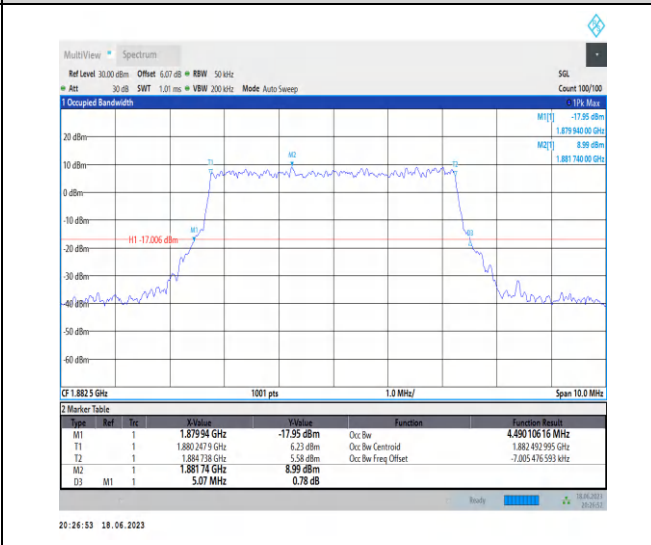 MultiView Spectrum
Ref Level 30.00 dBm Offset 6.07 dB RBW 50 kHz SGL
Att 30 dB SWT 1.01 ms VBW 200 kHz Mode Auto Sweep Count 100/100
1 Occupied Bandwidth 1Pk Max
M1[1] -17.95 dBm
1.879 940 00 GHz
M2[1] 8.99 dBm
1.881 740 00 GHz
20 dBm
10 dBm
0 dBm
-10 dBm
-20 dBm
-30 dBm
-40 dBm
-50 dBm
-60 dBm
T1
M2
T2
M1
D3
H1 -17.006 dBm
CF 1.882 5 GHz 1001 pts 1.0 MHz/ Span 10.0 MHz
2 Marker Table
Type Ref Trc X-Value Y-Value Function Function Result
M1 1 1.87994 GHz -17.95 dBm Occ Bw 4.490 106 16 MHz
T1 1 1.880 247 9 GHz 6.23 dBm Occ Bw Centroid 1.882 492 995 GHz
T2 1 1.884 738 GHz 5.58 dBm Occ Bw Freq Offset -7.005 476 593 kHz
M2 1 1.88174 GHz 8.99 dBm
D3 M1 1 5.07 MHz 0.78 dB
Ready 18.06.2023
20:26:52
20:26:53 18.06.2023